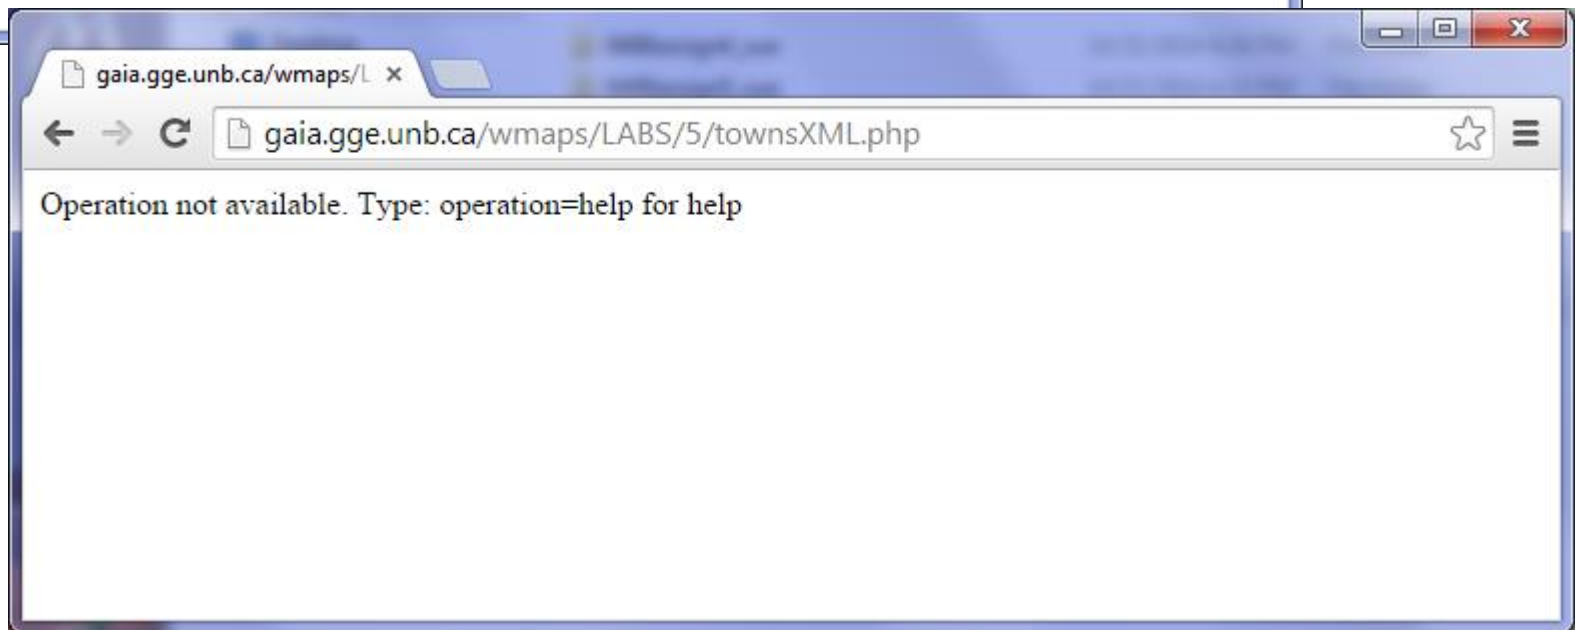 gaia.gge.unb.ca/wmaps/L
gaia.gge.unb.ca/wmaps/LABS/5/townsXML.php
Operation not available. Type: operation=help for help